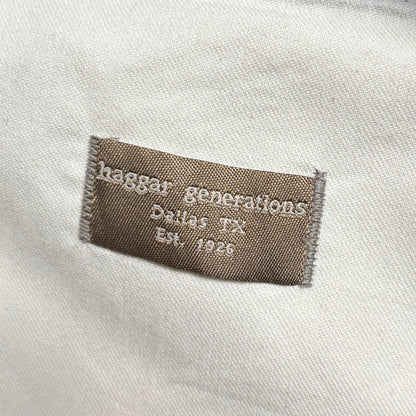 haggar generations
Dallas TX
Est. 1926